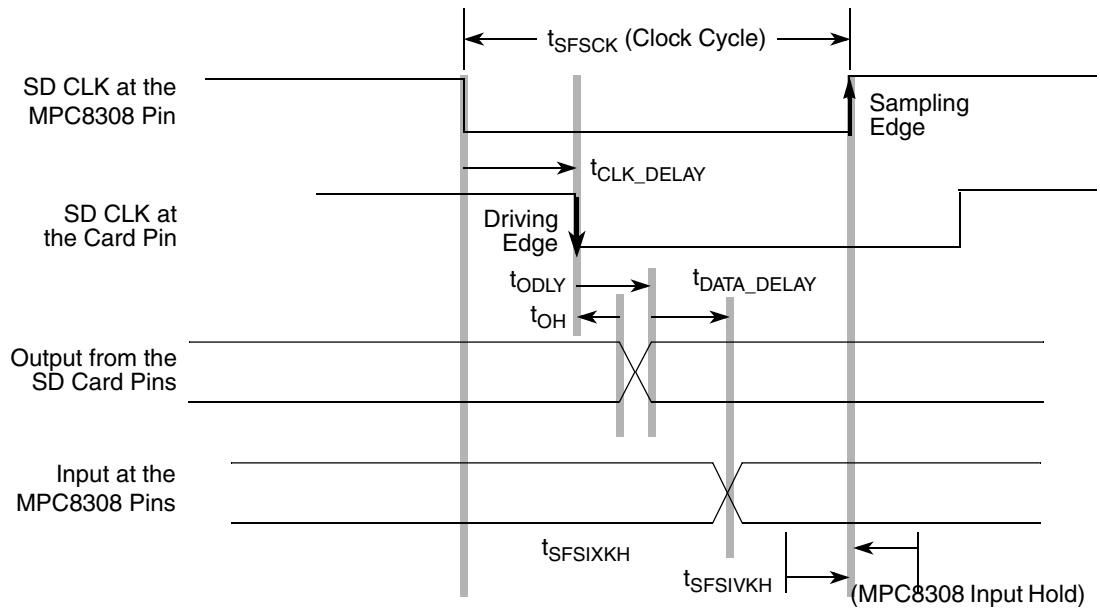 tSFSCK (Clock Cycle)
SD CLK at the
MPC8308 Pin
Sampling
Edge
tCLK_DELAY
SD CLK at
the Card Pin
Driving
Edge
tODLY
tDATA_DELAY
tOH
Output from the
SD Card Pins
Input at the
MPC8308 Pins
tSFSIXKH
tSFSIVKH
(MPC8308 Input Hold)